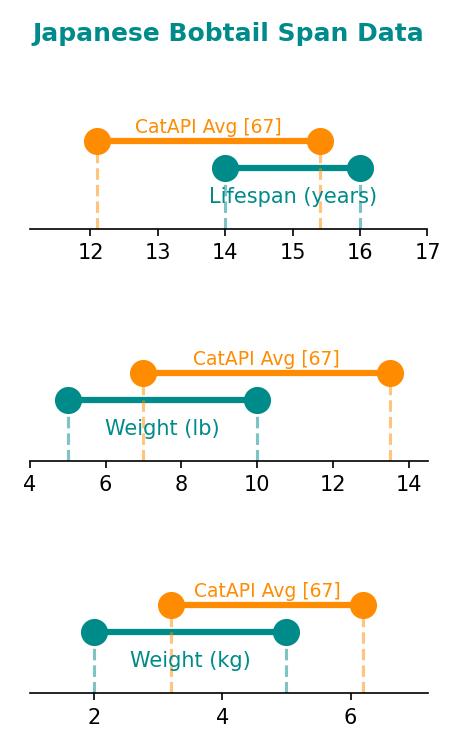 Japanese Bobtail Span Data
CatAPI Avg [67]
Lifespan (years)
12 13 14 15 16 17
CatAPI Avg [67]
Weight (lb)
4 6 8 10 12 14
CatAPI Avg [67]
Weight (kg)
2 4 6